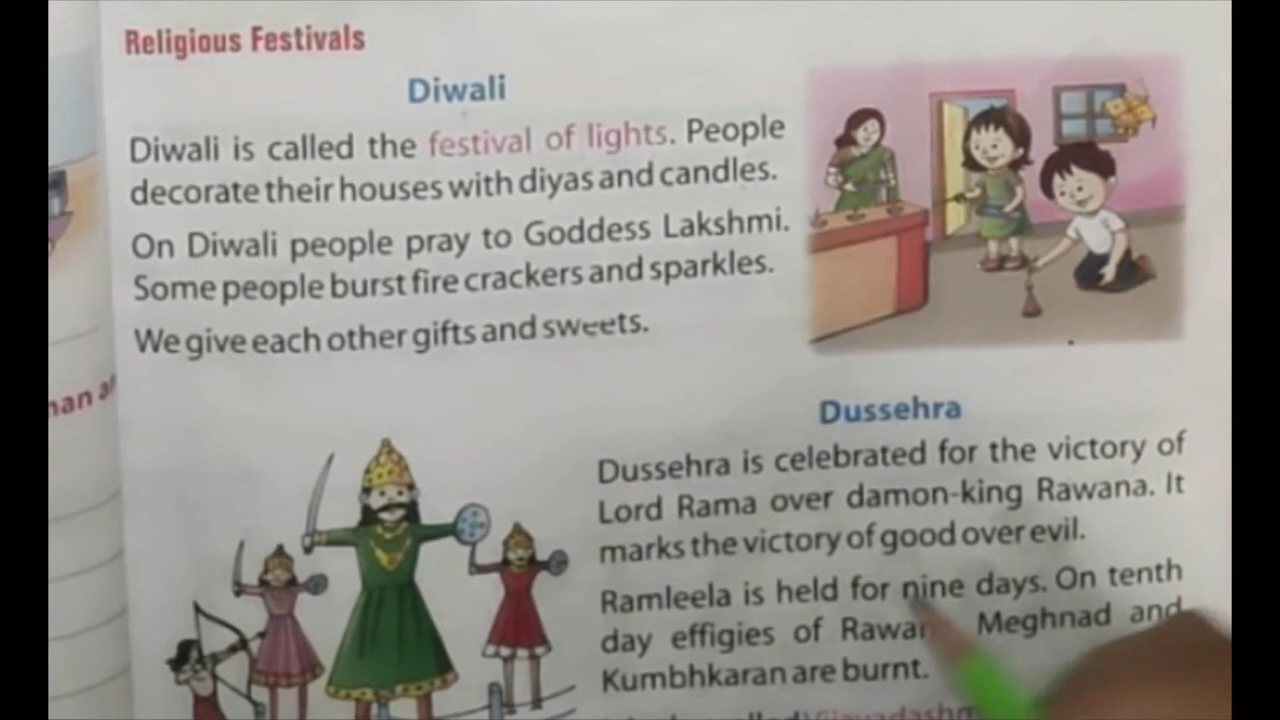 Religious Festivals
Diwali
Diwali is called the festival of lights. People
decorate their houses with diyas and candles.
On Diwali people pray to Goddess Lakshmi.
Some people burst fire crackers and sparkles.
We give each other gifts and sweets.
Dussehra
Dussehra is celebrated for the victory of
Lord Rama over damon-king Rawana. It
marks the victory of good over evil.
Ramleela is held for nine days. On tenth
day effigies of Meghnad and
Kumbhkaran are burnt.